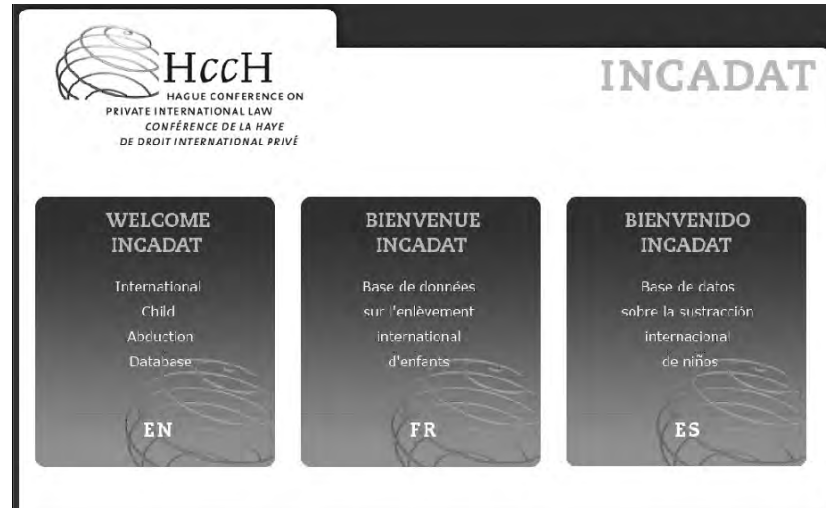 HccH
HAGUE CONFERENCE ON
PRIVATE INTERNATIONAL LAW
CONFÉRENCE DE LA HAYE
DE DROIT INTERNATIONAL PRIVÉ
INCADAT
WELCOME
INCADAT
International
Child
Abduction
Database
EN
BIENVENUE
INCADAT
Base de données
sur l'enlèvement
international
d'enfants
FR
BIENVENIDO
INCADAT
Base de datos
sobre la sustracción
internacional
de niños
ES